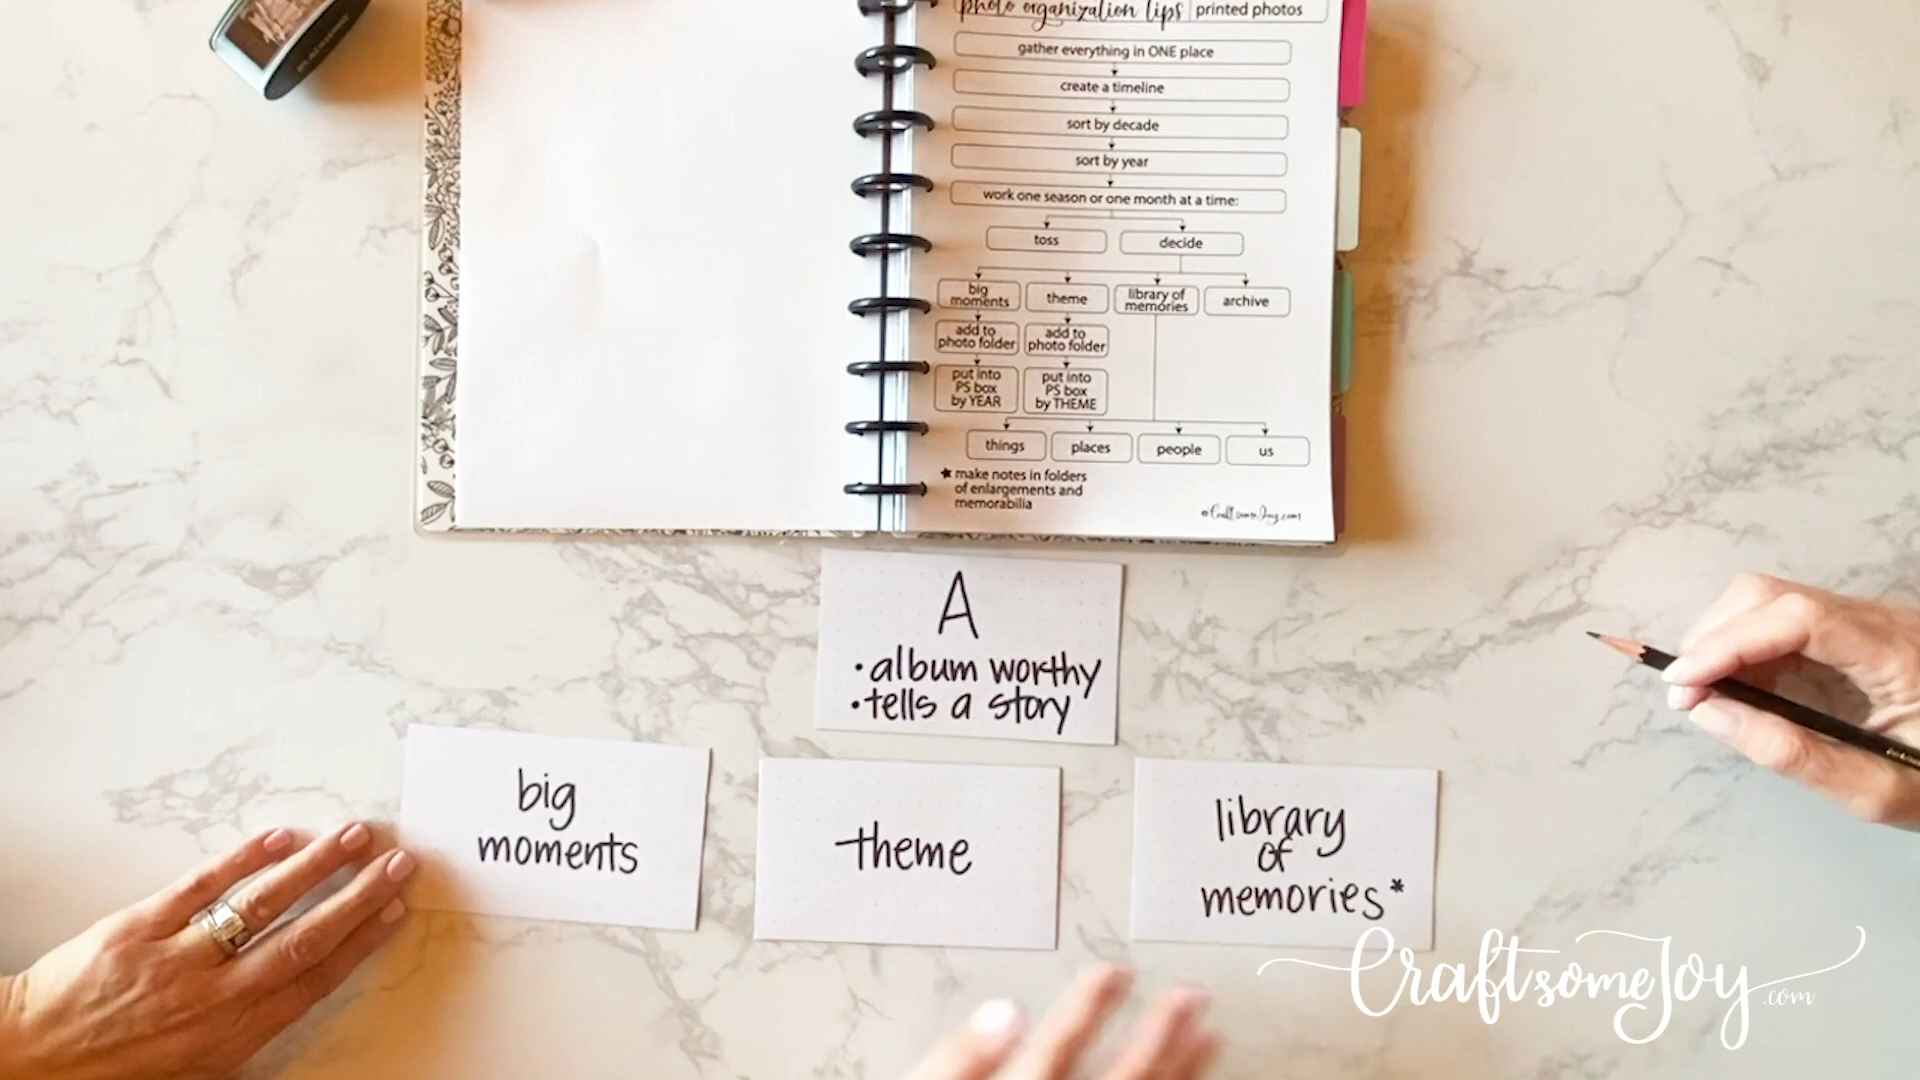 photo organization tips | printed photos
gather everything in ONE place
create a timeline
sort by decade
sort by year
work one season or one month at a time:
toss
decide
big
moments
theme
library of
memories
archive
add to
photo folder
add to
photo folder
put into
PS box
by YEAR
put into
PS box
by THEME
things
places
people
us
★ make notes in folders
of enlargements and
memorabilia
©CraftsomeJoy.com
A
• album worthy
• tells a story
big
moments
theme
library
of
memories*
CraftsomeJoy.com